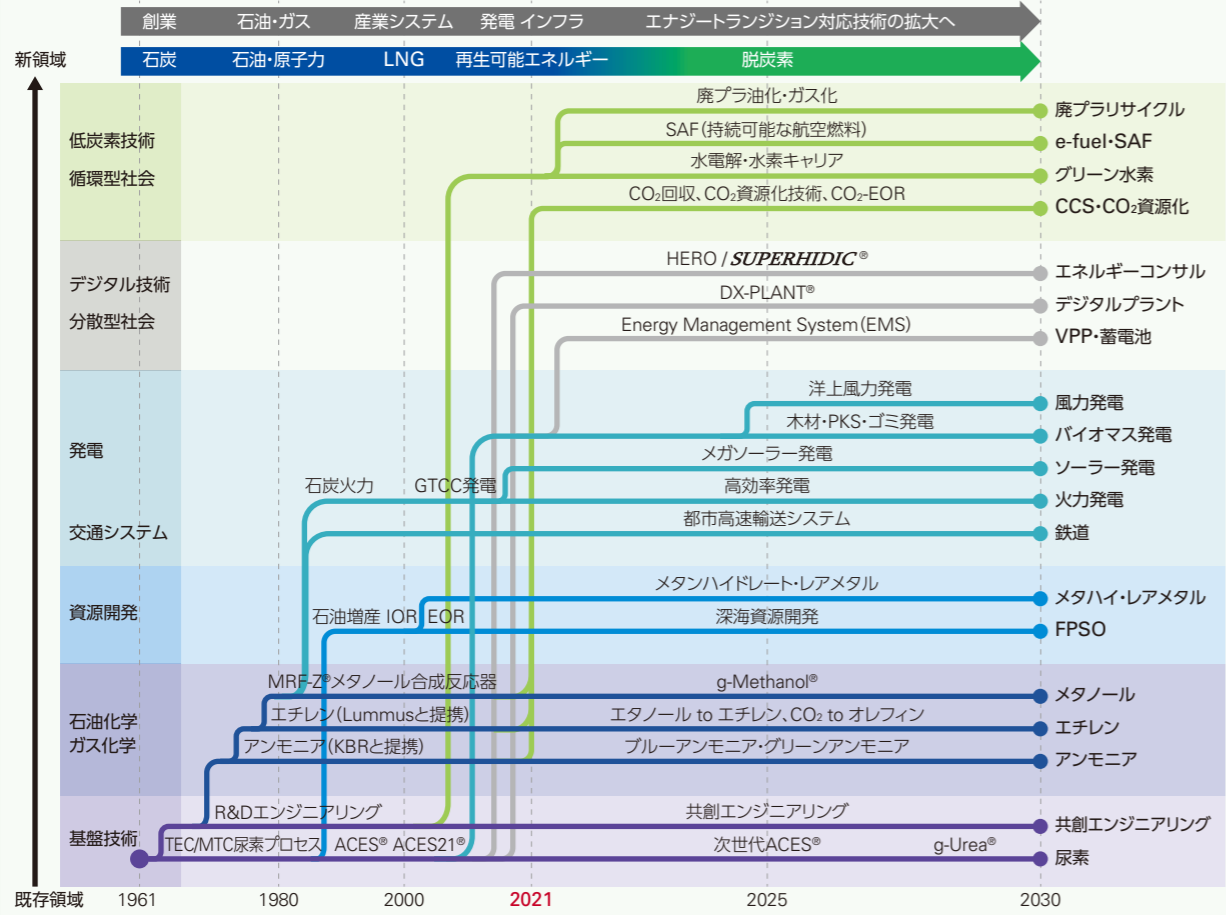 創業 石油・ガス 産業システム 発電 インフラ エナジートランジション対応技術の拡大へ
石炭 石油・原子力 LNG 再生可能エネルギー 脱炭素
新領域
低炭素技術
循環型社会
廃プラ油化・ガス化
廃プラリサイクル
SAF(持続可能な航空燃料)
e-fuel・SAF
水電解・水素キャリア
グリーン水素
CO₂回収、CO₂資源化技術、CO₂-EOR
CCS・CO₂資源化
デジタル技術
分散型社会
HERO / SUPERHIDIC®
エネルギーコンサル
DX-PLANT®
デジタルプラント
Energy Management System(EMS)
VPP・蓄電池
発電
交通システム
洋上風力発電
風力発電
木材・PKS・ゴミ発電
バイオマス発電
メガソーラー発電
ソーラー発電
石炭火力 GTCC発電 高効率発電
火力発電
都市高速輸送システム
鉄道
資源開発
メタンハイドレート・レアメタル
メタハイ・レアメタル
石油増産 IOR EOR 深海資源開発
FPSO
石油化学
ガス化学
MRF-Z®メタノール合成反応器 g-Methanol®
メタノール
エチレン(Lummusと提携) エタノール to エチレン、CO₂ to オレフィン
エチレン
アンモニア(KBRと提携) ブルーアンモニア・グリーンアンモニア
アンモニア
基盤技術
R&Dエンジニアリング 共創エンジニアリング
共創エンジニアリング
TEC/MTC尿素プロセス ACES® ACES21® 次世代ACES® g-Urea®
尿素
既存領域 1961 1980 2000 2021 2025 2030